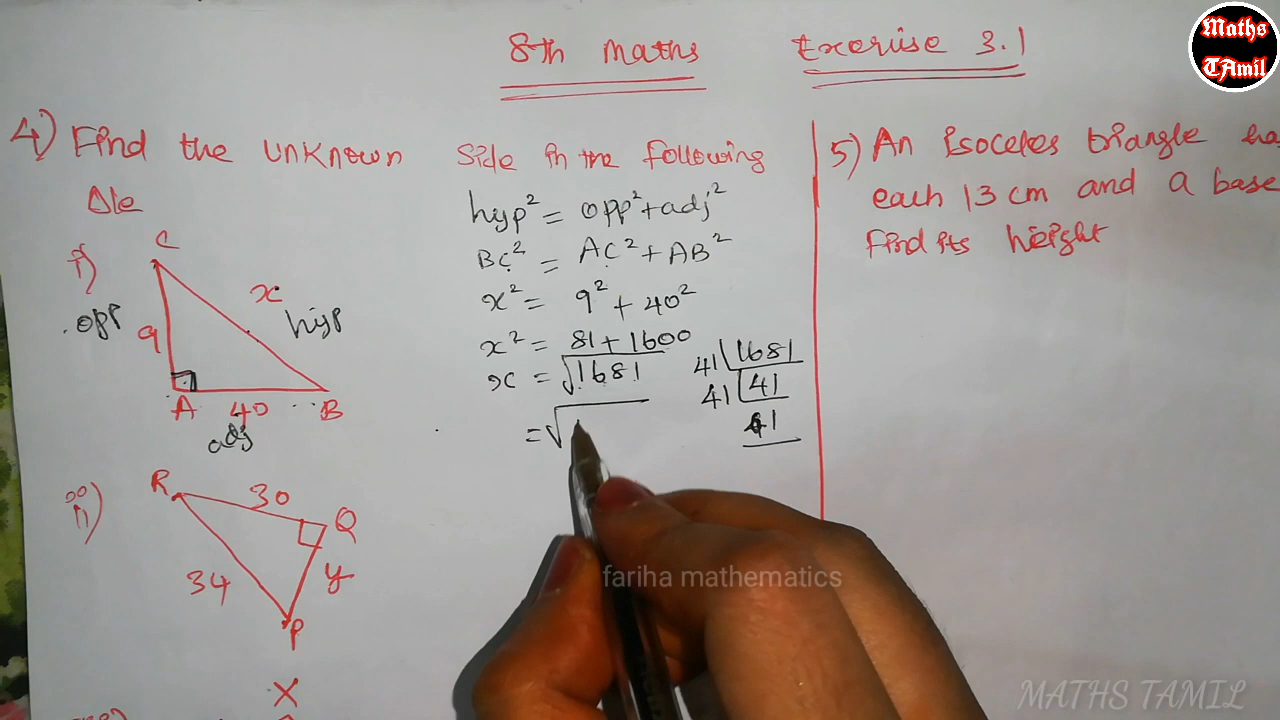 8th maths Exercise 3.1
Maths
TAmil
4) Find the unknown side in the following
Δle
i)
C
x
hyp
opp
9
A 40 B
adj
hyp² = opp² + adj²
BC² = AC² + AB²
x² = 9² + 40²
x² = 81 + 1600
x = √1681
= √
41 | 1681
41 | 41
41
ii)
R 30 Q
34 y
P
X
5) An isoceles triangle ha
each 13 cm and a base
Find its height
fariha mathematics
MATHS TAMIL